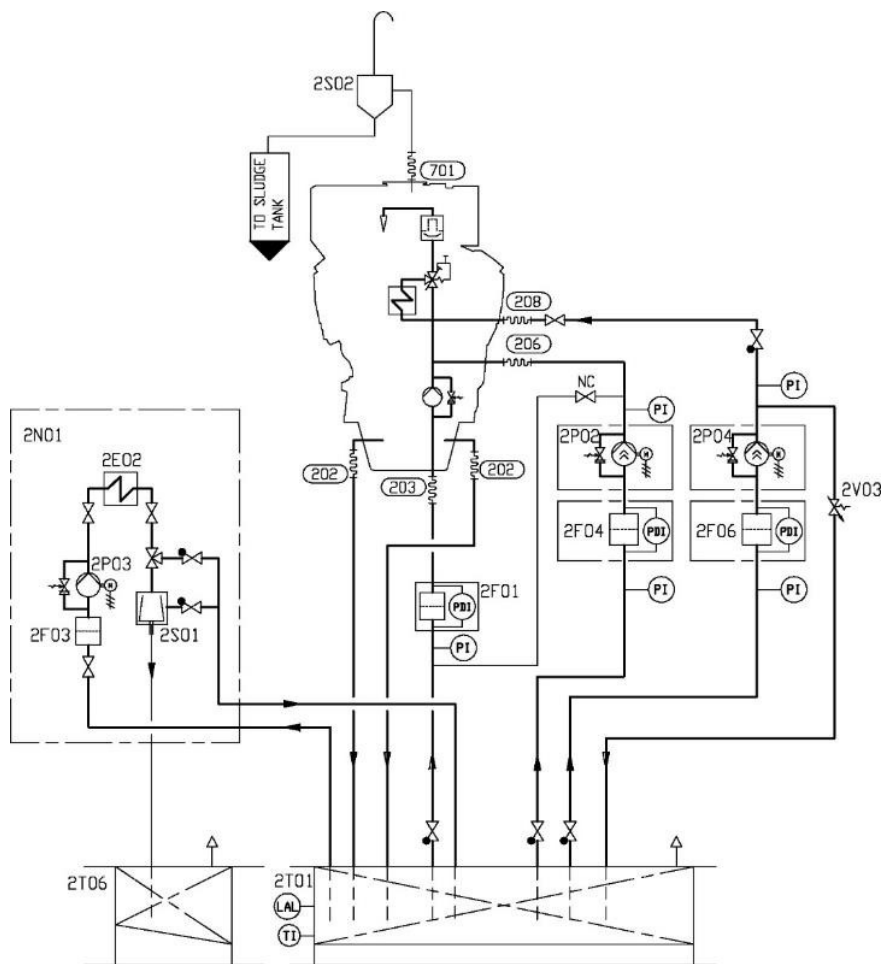 2S02
TO SLUDGE
TANK
701
208
206
NC
PI
PI
2N01
2E02
2P02
2P04
M
M
202
203
202
2V03
2F04
PDI
2F06
PDI
2P03
M
2F01
PDI
PI
PI
2F03
2S01
PI
2T06
2T01
LAL
TI